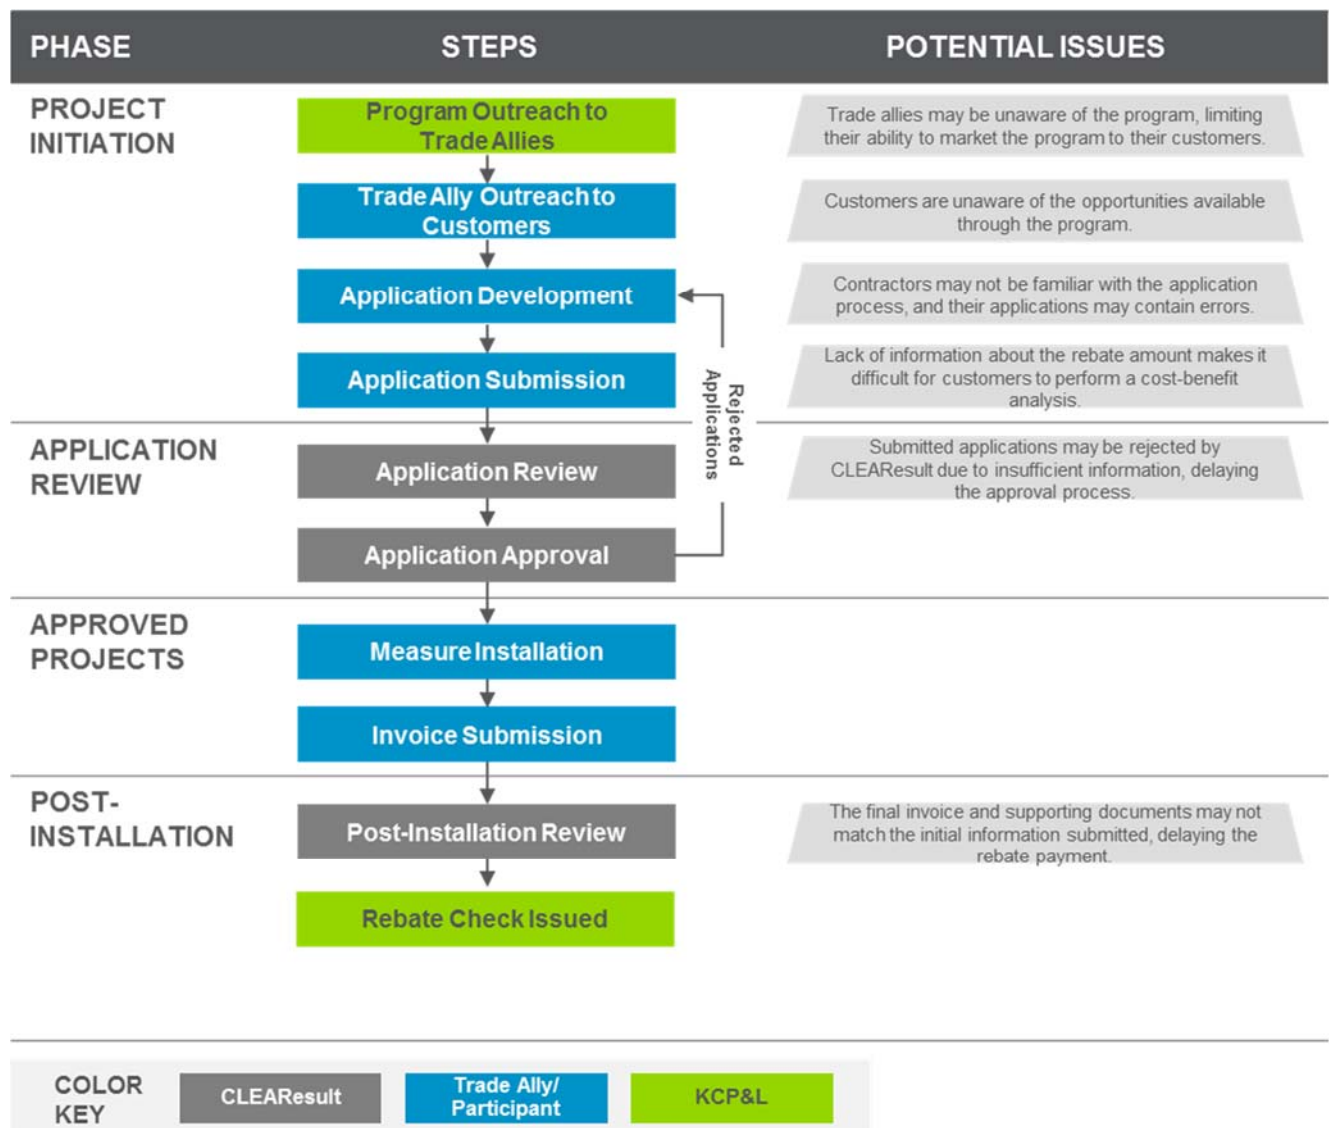 PHASE
STEPS
POTENTIAL ISSUES
PROJECT
INITIATION
Program Outreach to
Trade Allies
Trade allies may be unaware of the program, limiting
their ability to market the program to their customers.
Trade Ally Outreach to
Customers
Customers are unaware of the opportunities available
through the program.
Application Development
Contractors may not be familiar with the application
process, and their applications may contain errors.
Application Submission
Lack of information about the rebate amount makes it
difficult for customers to perform a cost-benefit
analysis.
Rejected
Applications
APPLICATION
REVIEW
Application Review
Submitted applications may be rejected by
CLEAResult due to insufficient information, delaying
the approval process.
Application Approval
APPROVED
PROJECTS
Measure Installation
Invoice Submission
POST-
INSTALLATION
Post-Installation Review
The final invoice and supporting documents may not
match the initial information submitted, delaying the
rebate payment.
Rebate Check Issued
COLOR
KEY
CLEAResult
Trade Ally/
Participant
KCP&L